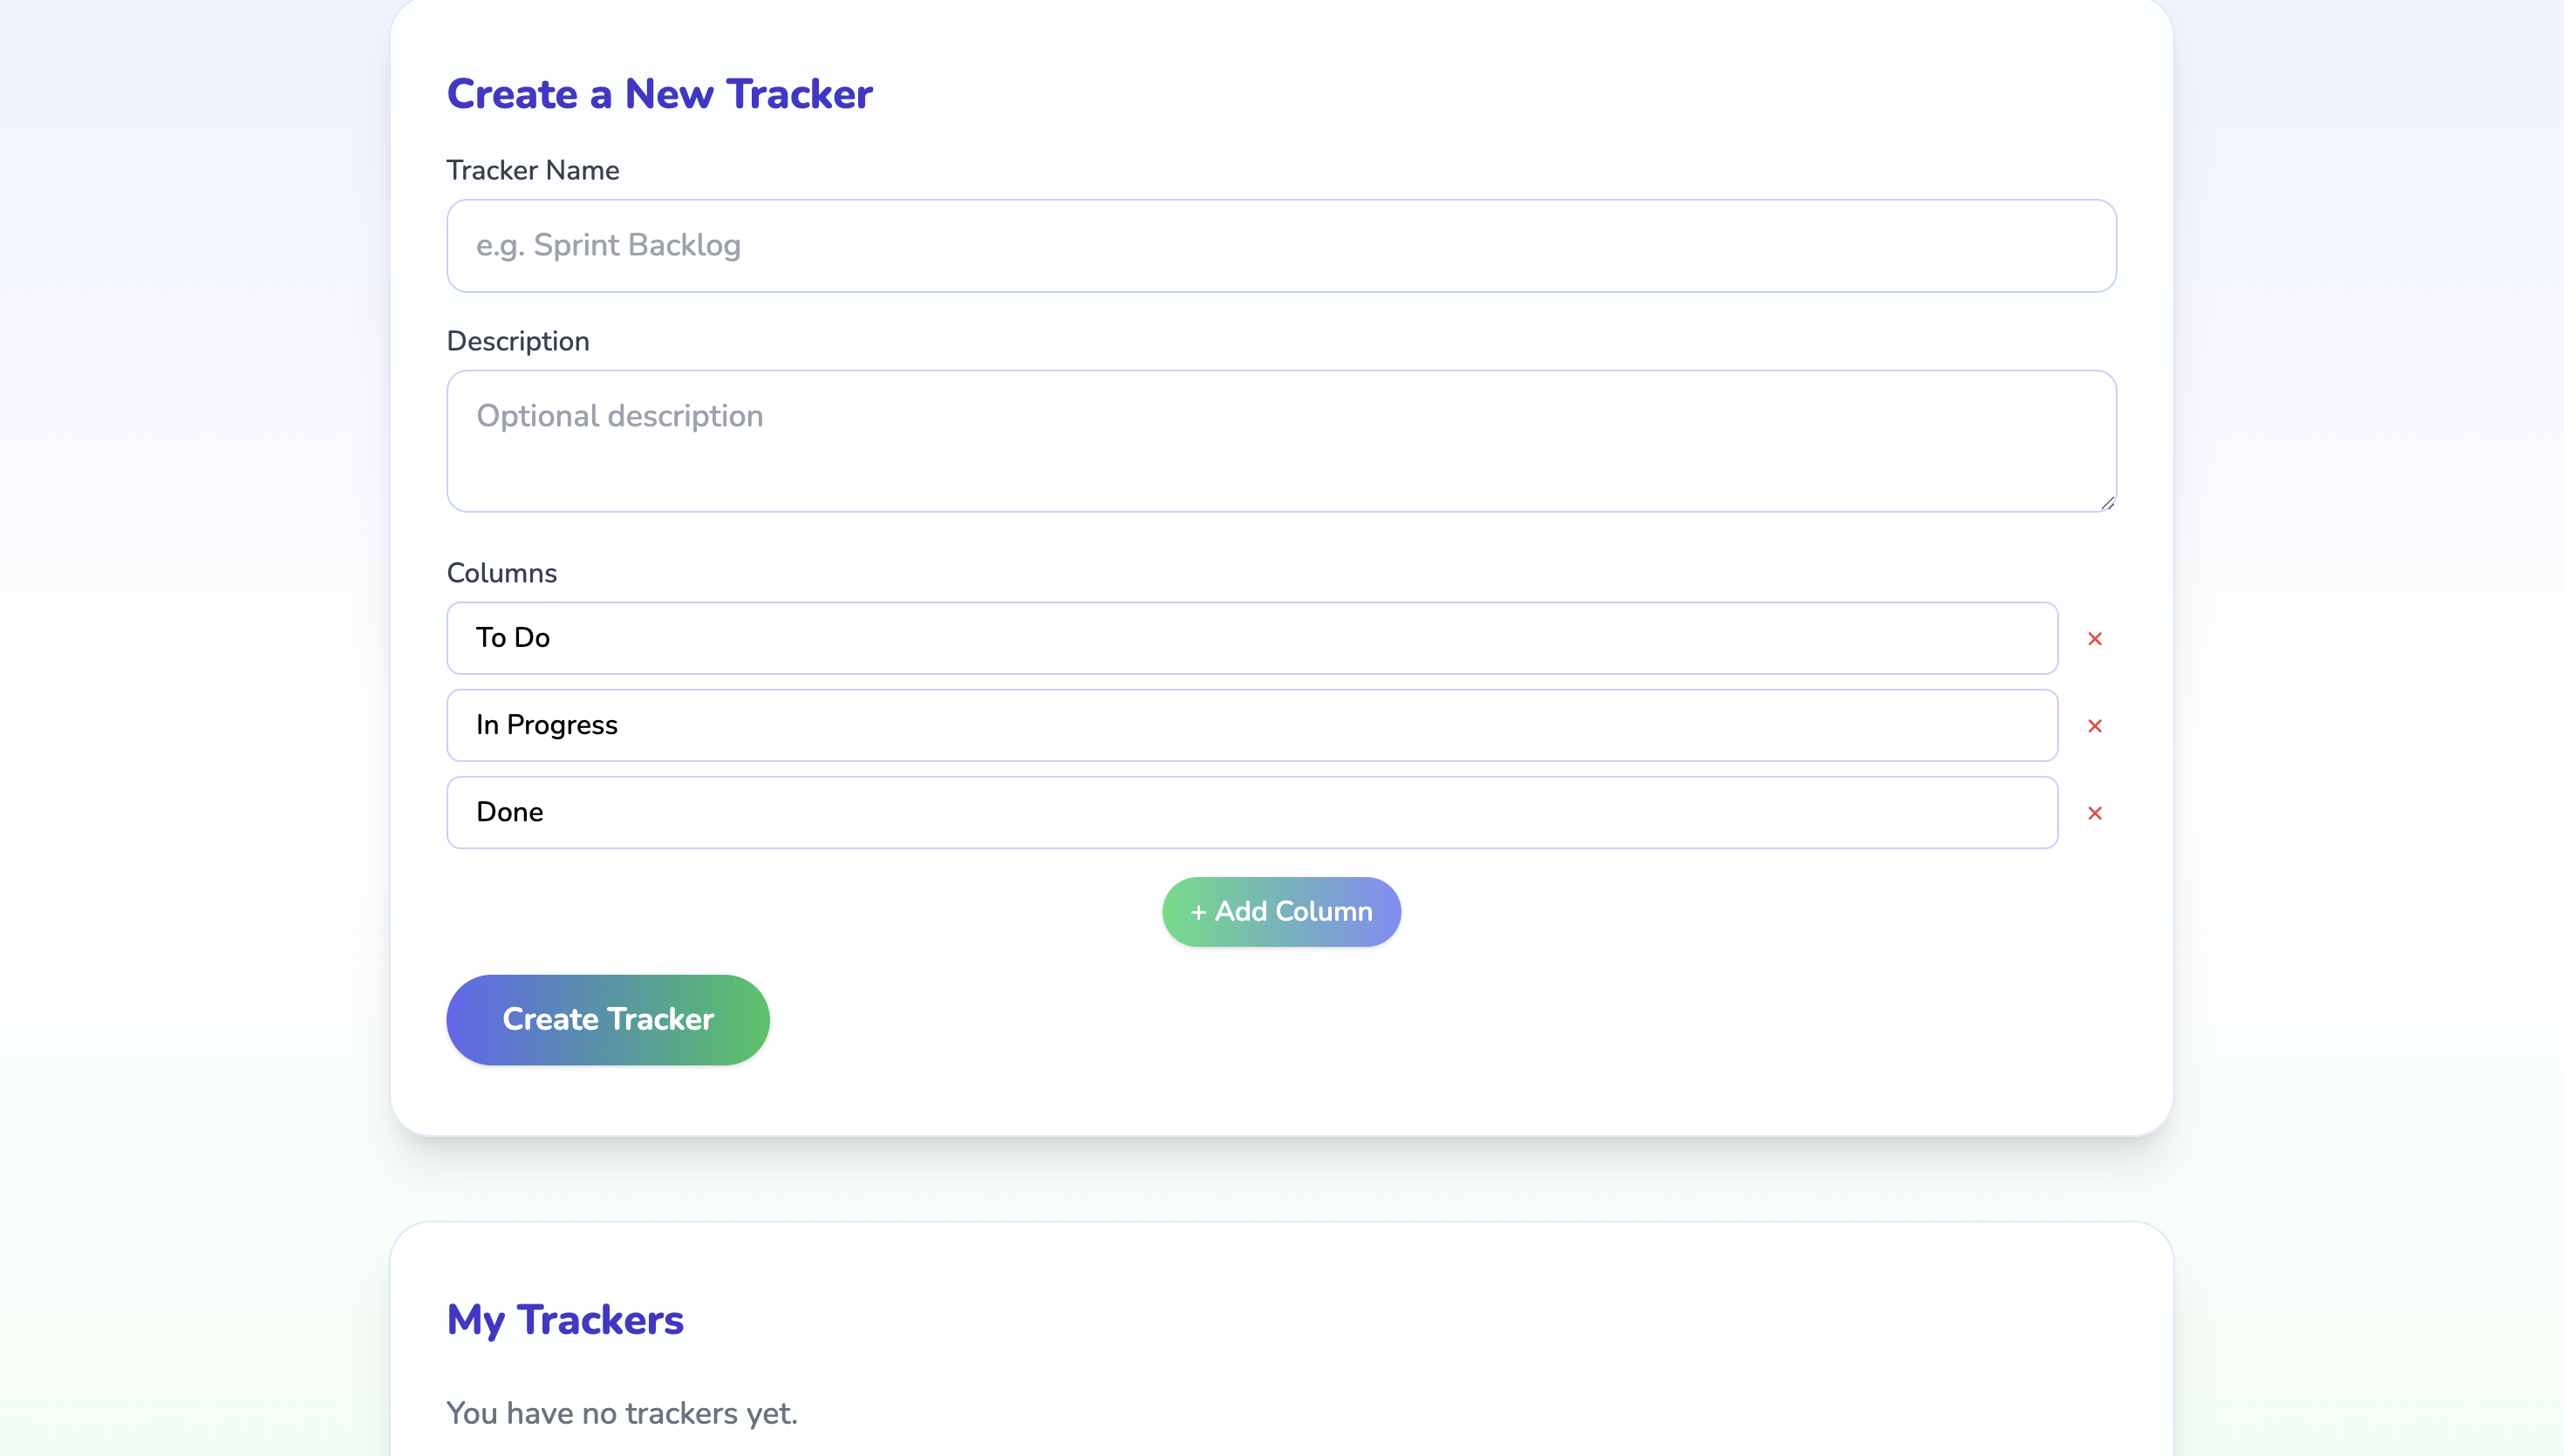 Create a New Tracker
Tracker Name
e.g. Sprint Backlog
Description
Optional description
Columns
To Do
×
In Progress
×
Done
×
+ Add Column
Create Tracker
My Trackers
You have no trackers yet.